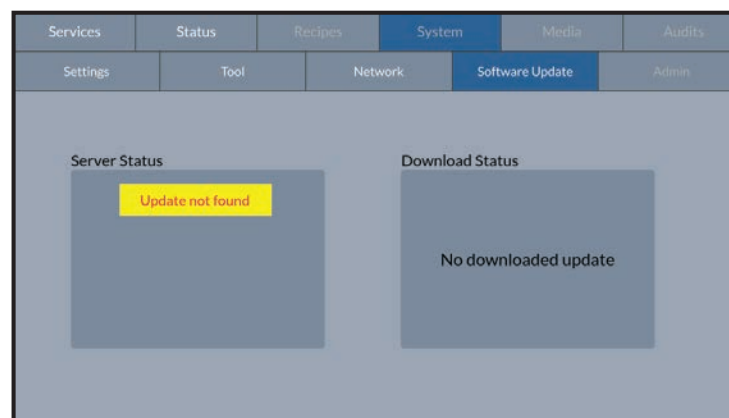 Services Status Recipes System Media Audits
Settings Tool Network Software Update Admin
Server Status Download Status
Update not found
No downloaded update